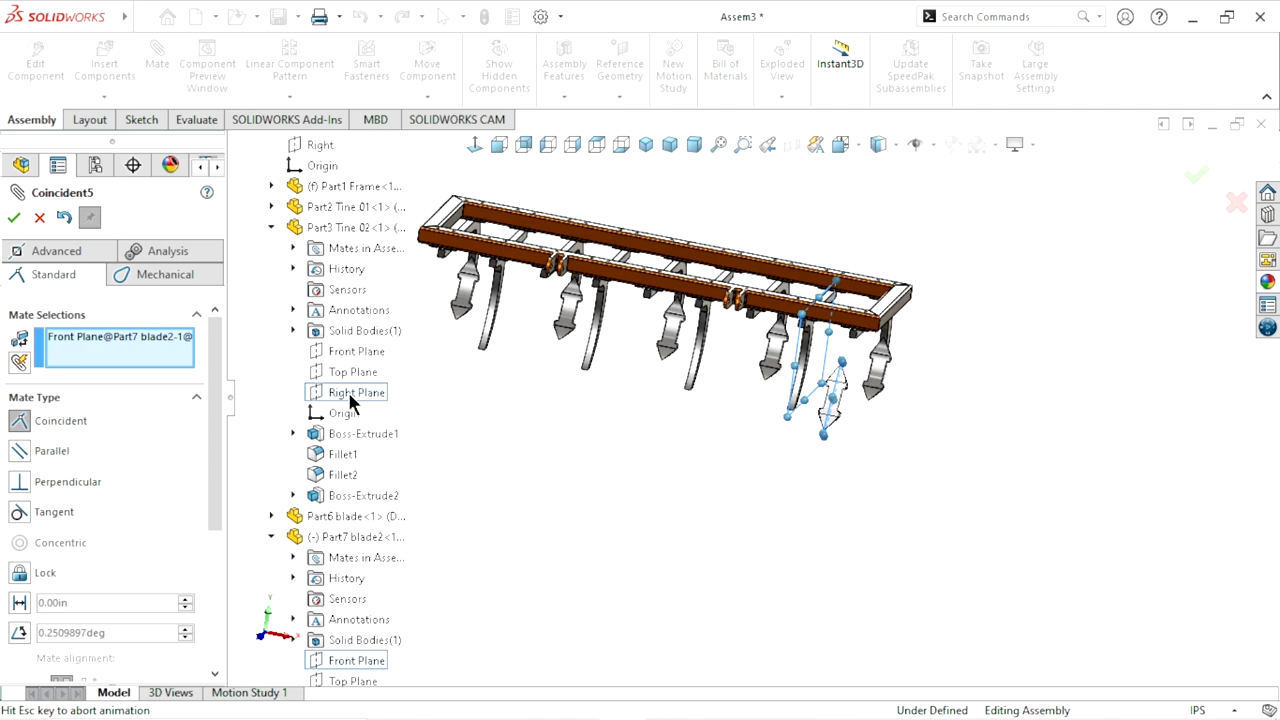 SOLIDWORKS
Assem3 *
Search Commands
Edit Component
Insert Components
Mate
Component Preview Window
Linear Component Pattern
Smart Fasteners
Move Component
Show Hidden Components
Assembly Features
Reference Geometry
New Motion Study
Bill of Materials
Exploded View
Instant3D
Update SpeedPak Subassemblies
Take Snapshot
Large Assembly Settings
Assembly
Layout
Sketch
Evaluate
SOLIDWORKS Add-Ins
MBD
SOLIDWORKS CAM
Coincident5
Advanced
Analysis
Standard
Mechanical
Mate Selections
Front Plane@Part7 blade2-1@
Mate Type
Coincident
Parallel
Perpendicular
Tangent
Concentric
Lock
0.00in
0.2509897deg
Mate alignment:
Right
Origin
(f) Part1 Frame<1...
Part2 Tine 01<1> (...
Part3 Tine 02<1> (...
Mates in Asse...
History
Sensors
Annotations
Solid Bodies(1)
Front Plane
Top Plane
Right Plane
Origin
Boss-Extrude1
Fillet1
Fillet2
Boss-Extrude2
Part6 blade<1> (D...
(-) Part7 blade2<1...
Mates in Asse...
History
Sensors
Annotations
Solid Bodies(1)
Front Plane
Top Plane
Y
X
Model
3D Views
Motion Study 1
Hit Esc key to abort animation
Under Defined
Editing Assembly
IPS